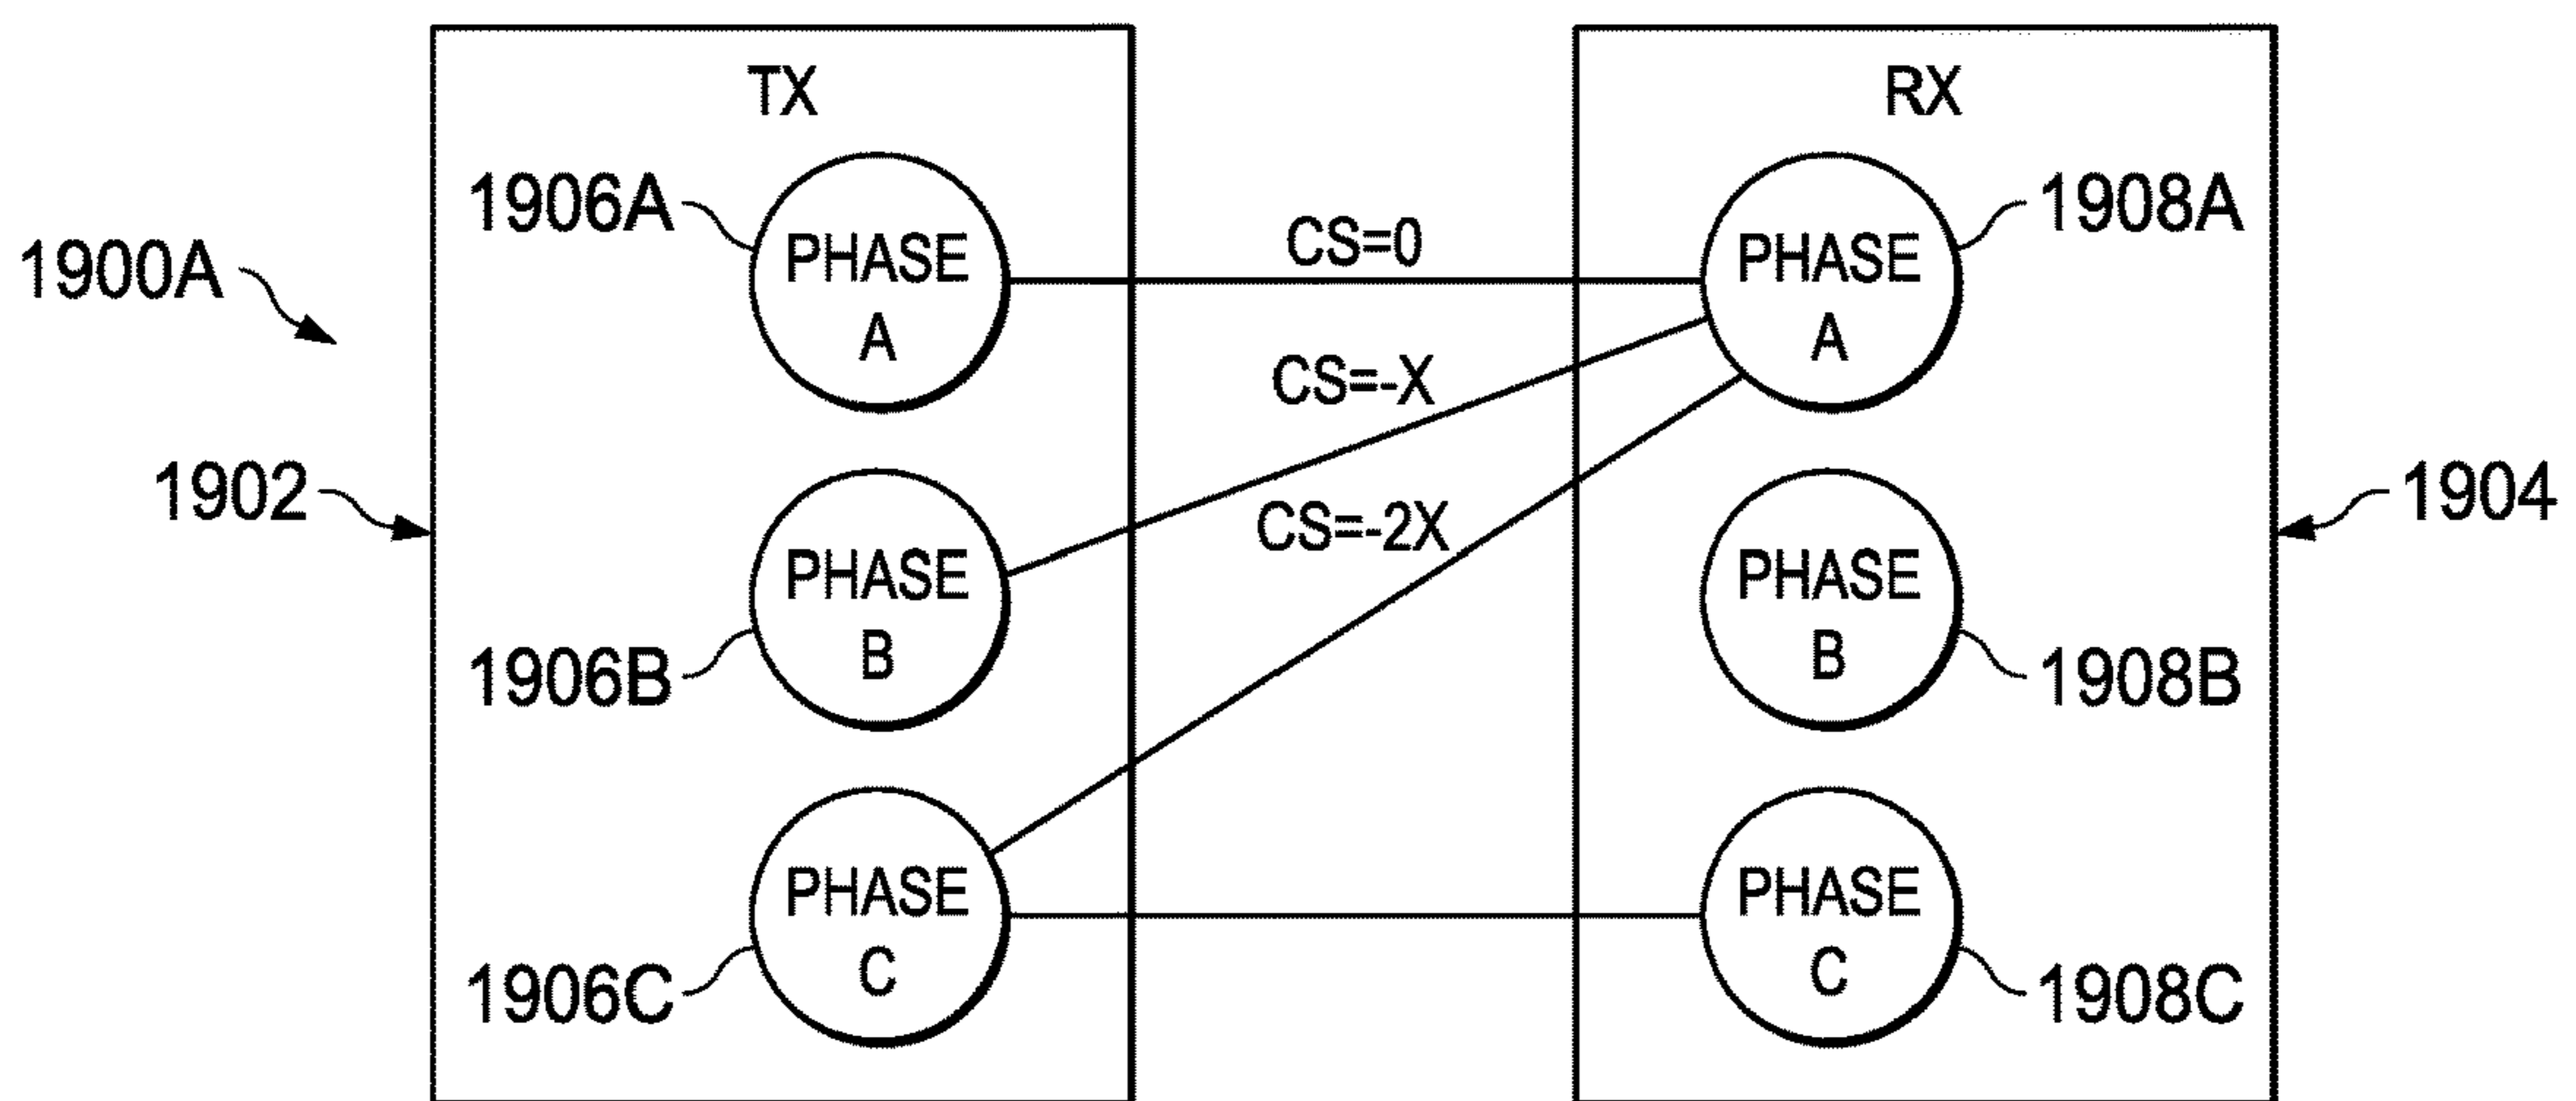 TX
RX
1906A
PHASE
A
CS=0
PHASE
A
1908A
1900A
CS=-X
1902
CS=-2X
1904
1906B
PHASE
B
PHASE
B
1908B
1906C
PHASE
C
PHASE
C
1908C